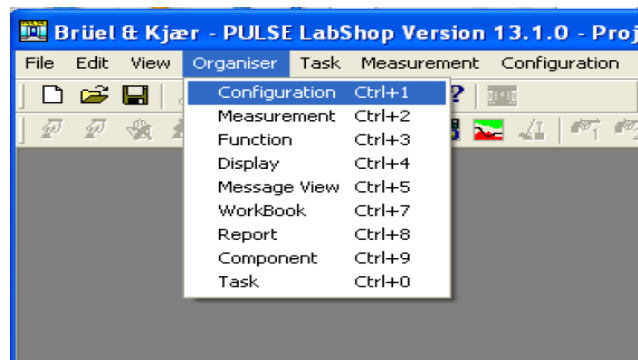 Brüel & Kjær - PULSE LabShop Version 13.1.0 - Proj
File Edit View Organiser Task Measurement Configuration
Configuration Ctrl+1
Measurement Ctrl+2
Function Ctrl+3
Display Ctrl+4
Message View Ctrl+5
WorkBook Ctrl+7
Report Ctrl+8
Component Ctrl+9
Task Ctrl+0